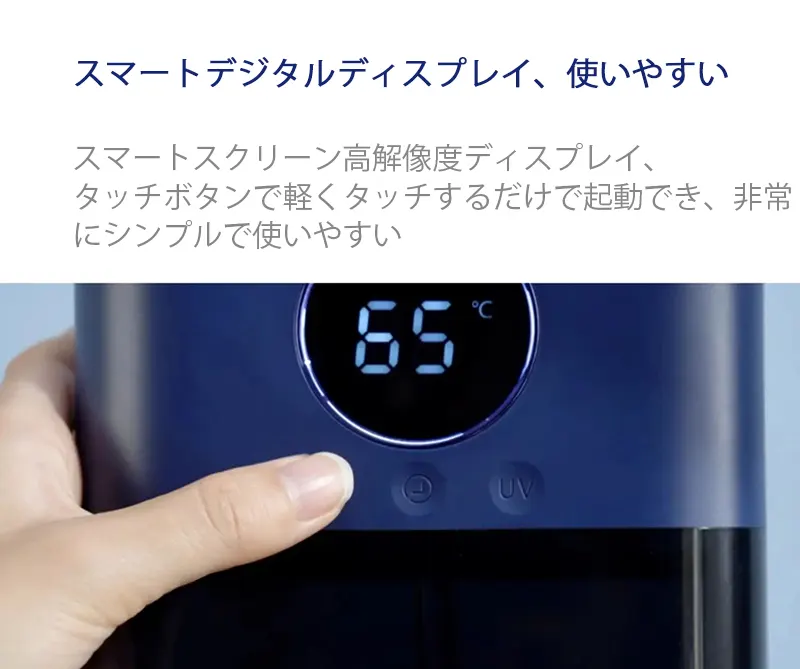 スマートデジタルディスプレイ、使いやすい
スマートスクリーン高解像度ディスプレイ、
タッチボタンで軽くタッチするだけで起動でき、非常
にシンプルで使いやすい
65 ℃
UV